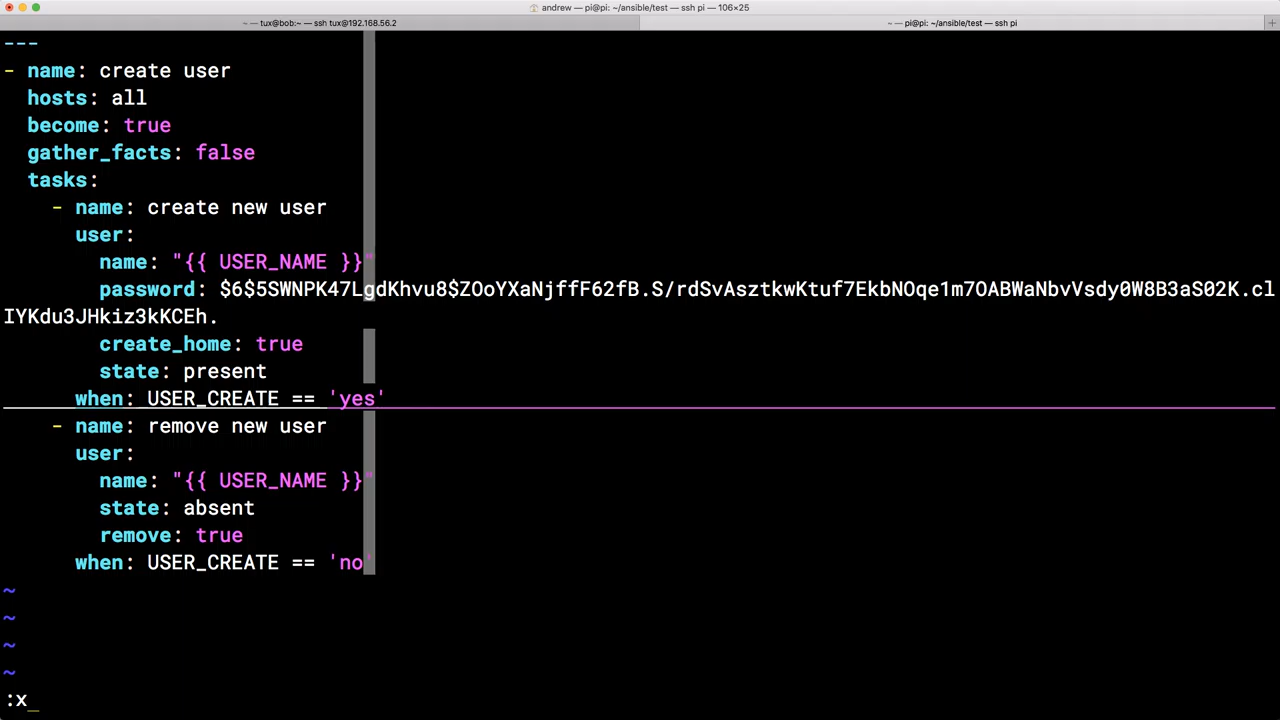 andrew — pi@pi: ~/ansible/test — ssh pi — 106×25
~ — tux@bob:~ — ssh tux@192.168.56.2
~ — pi@pi: ~/ansible/test — ssh pi
+
---
- name: create user
  hosts: all
  become: true
  gather_facts: false
  tasks:
    - name: create new user
      user:
        name: "{{ USER_NAME }}"
        password: $6$5SWNPK47LgdKhvu8$ZOoYXaNjffF62fB.S/rdSvAsztkwKtuf7EkbNOqe1m7OABWaNbvVsdy0W8B3aS02K.cl
IYKdu3JHkiz3kKCEh.
        create_home: true
        state: present
      when: USER_CREATE == 'yes'
    - name: remove new user
      user:
        name: "{{ USER_NAME }}"
        state: absent
        remove: true
      when: USER_CREATE == 'no'
~
~
~
~
:x